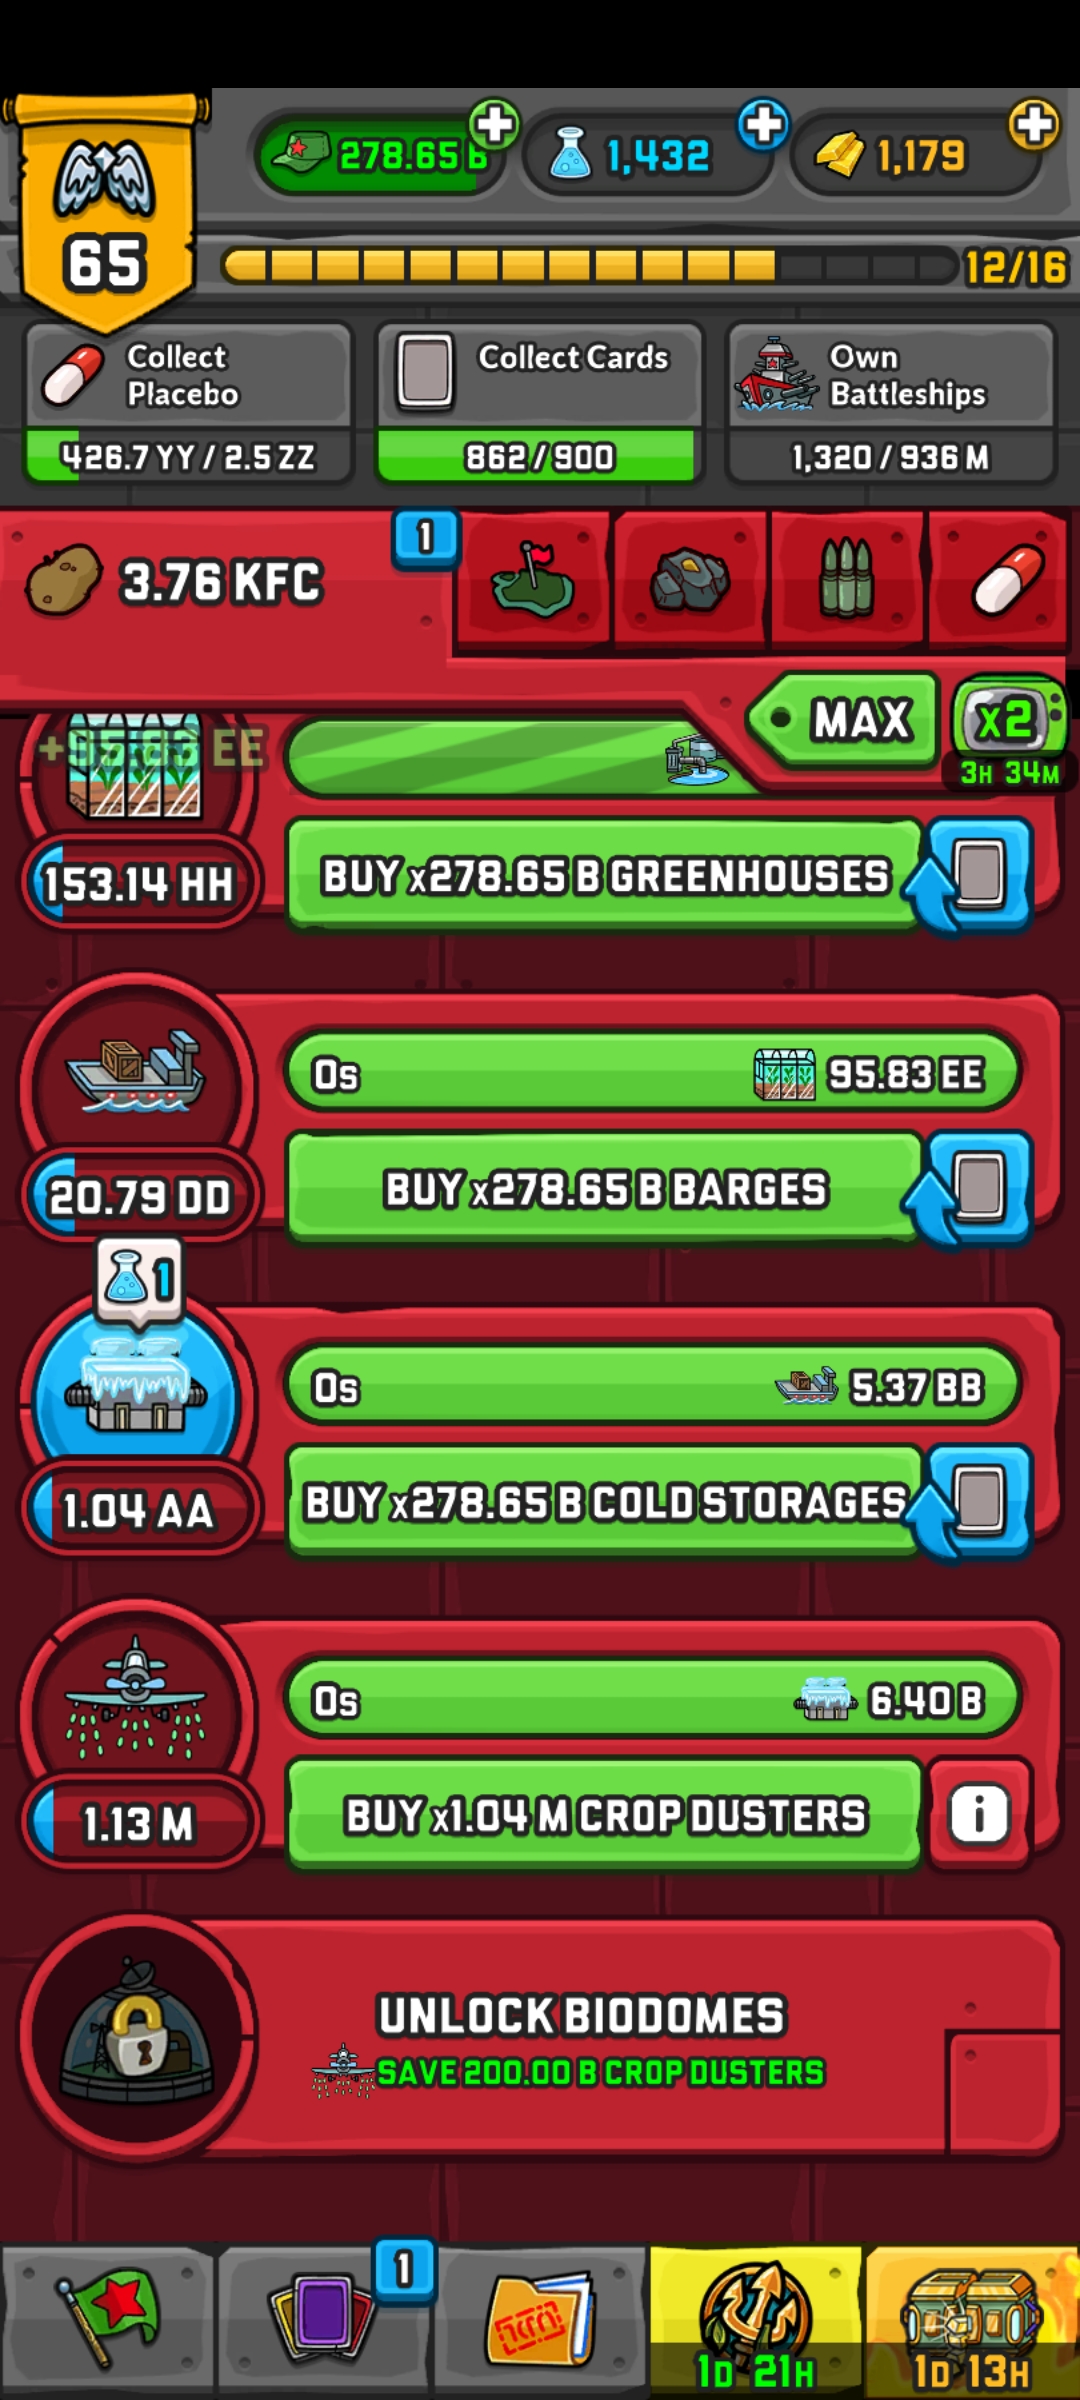 278.65 B
1,432
1,179
65
12/16
Collect
Placebo
Collect Cards
Own
Battleships
426.7 YY / 2.5 ZZ
862/900
1,320 / 936 M
1
3.76 KFC
MAX
x2
3H 34M
+95.83 EE
153.14 HH
BUY x278.65 B GREENHOUSES
0s
95.83 EE
20.79 DD
BUY x278.65 B BARGES
1
0s
5.37 BB
1.04 AA
BUY x278.65 B COLD STORAGES
0s
6.40 B
1.13 M
BUY x1.04 M CROP DUSTERS
i
UNLOCK BIODOMES
SAVE 200.00 B CROP DUSTERS
1
1D 21H
1D 13H